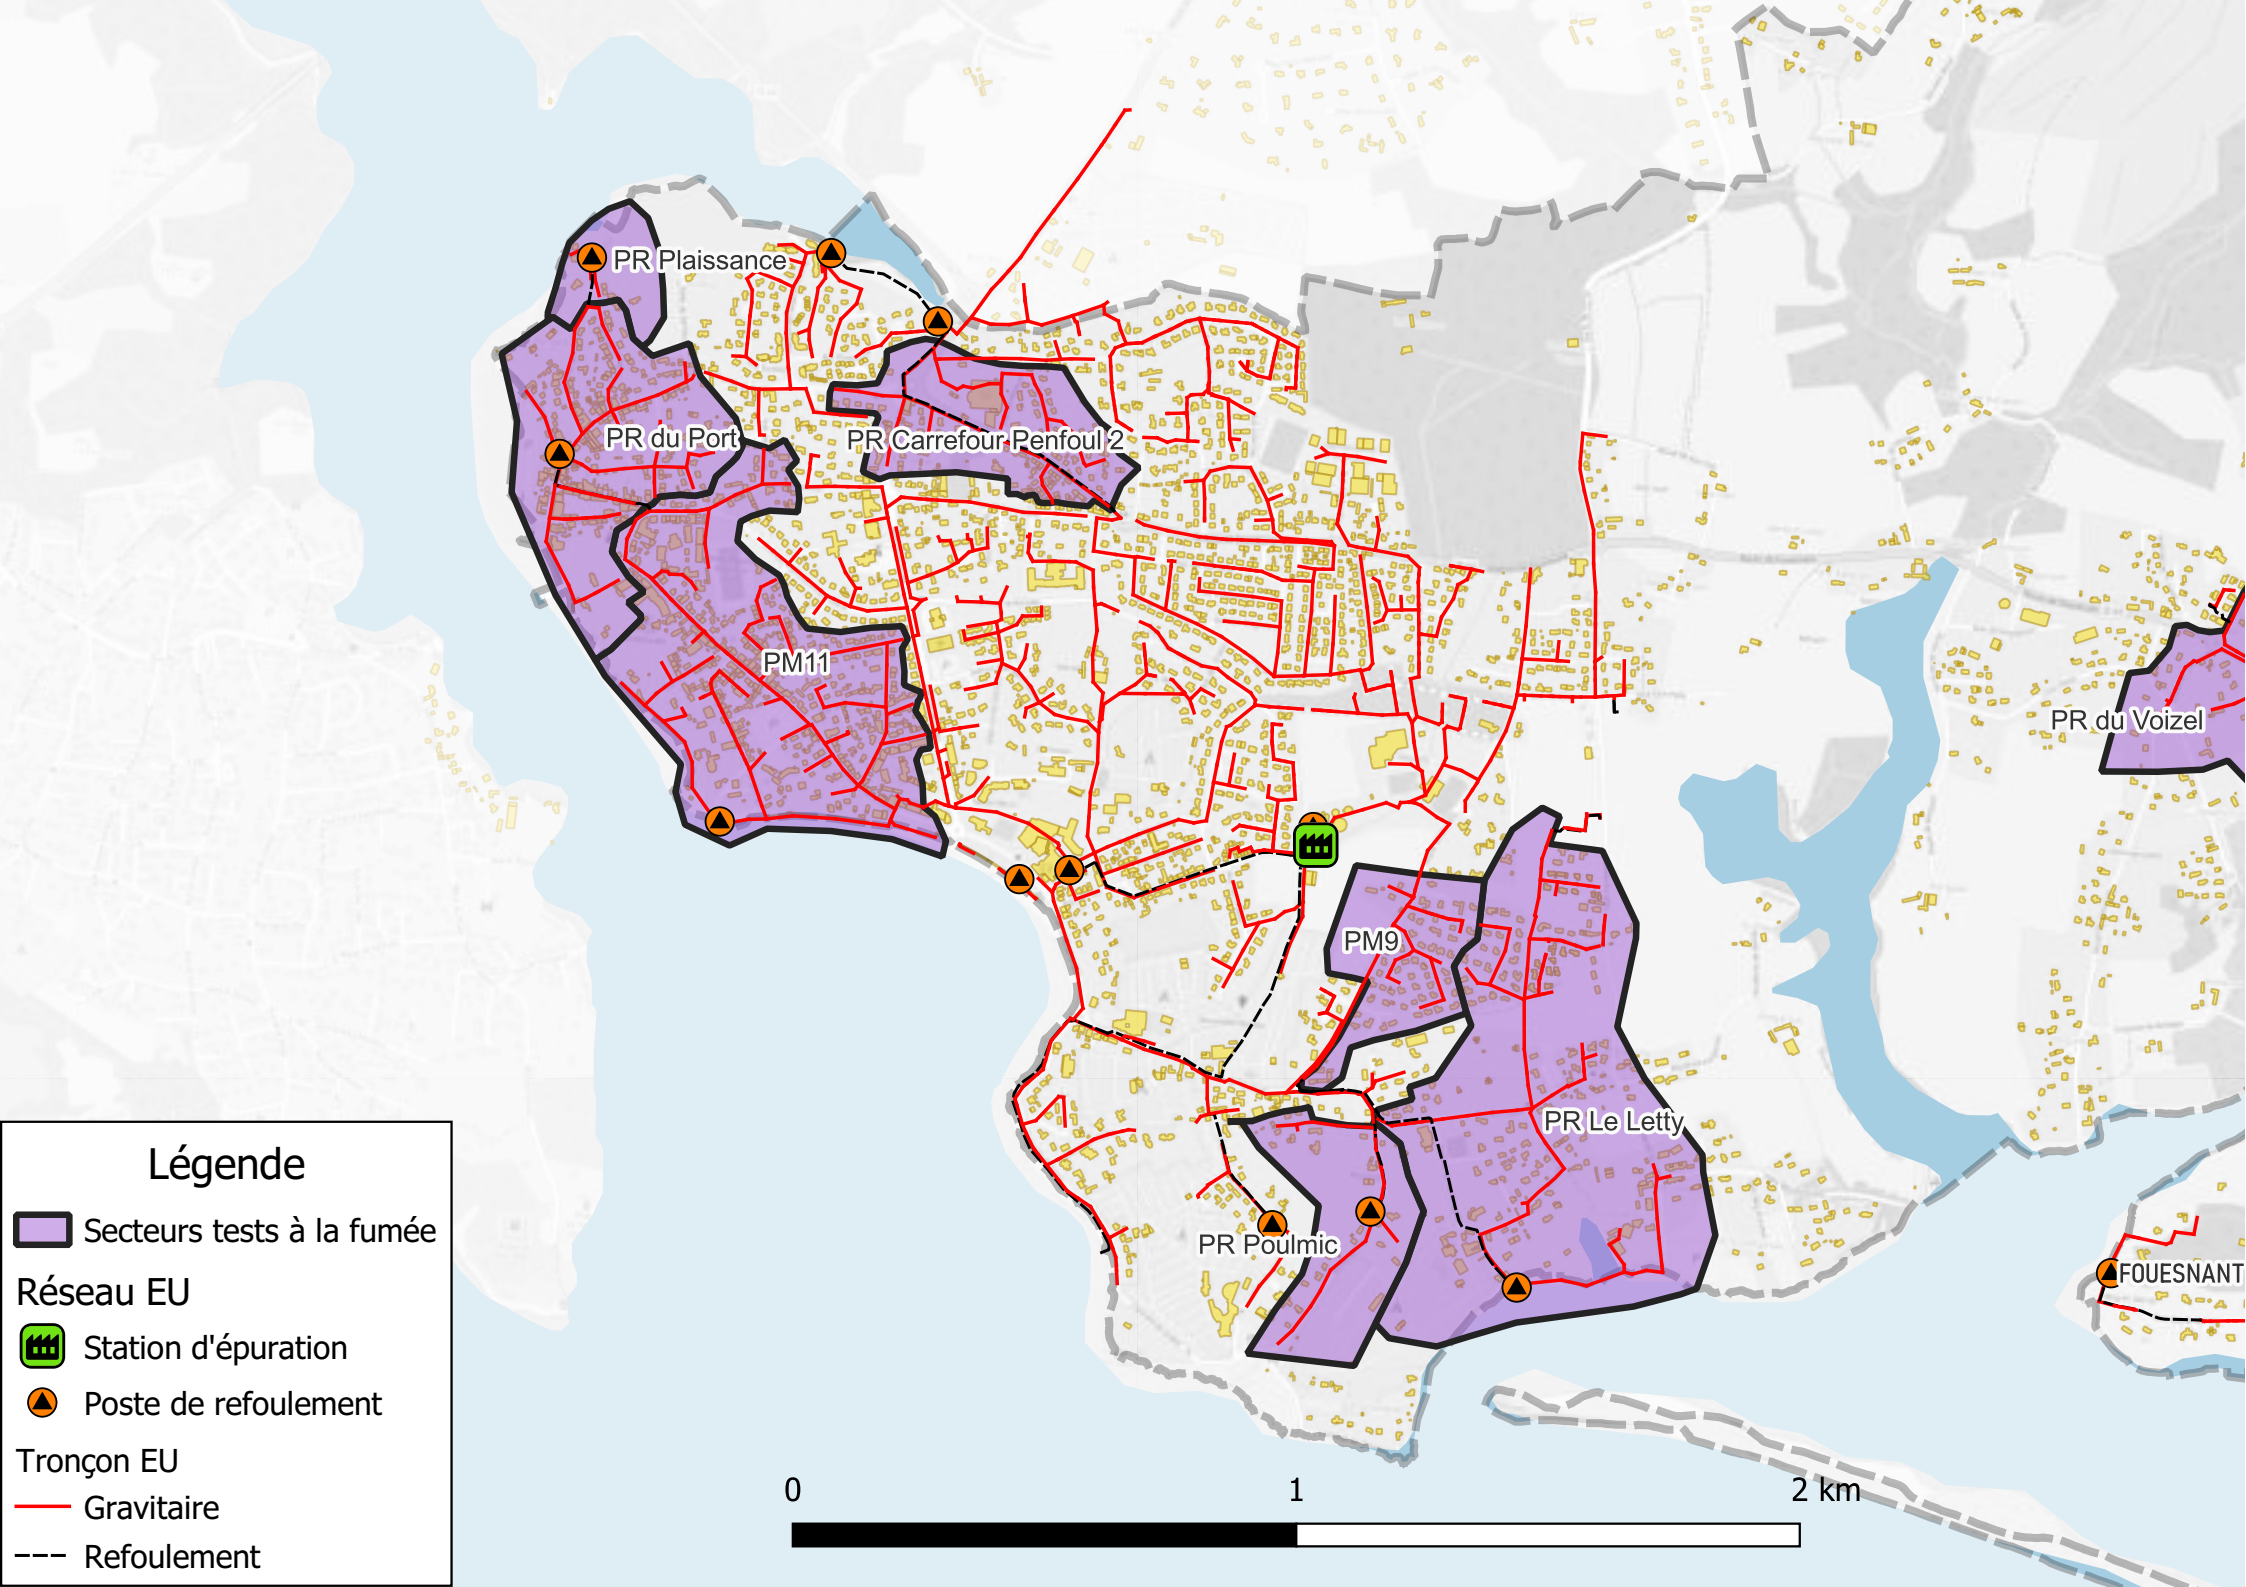 PR Plaissance
PR du Port
PR Carrefour Penfoul 2
PM11
PR du Voizel
PM9
PR Le Letty
PR Poulmic
FOUESNANT
Légende
Secteurs tests à la fumée
Réseau EU
Station d'épuration
Poste de refoulement
Tronçon EU
Gravitaire
Refoulement
0 1 2 km